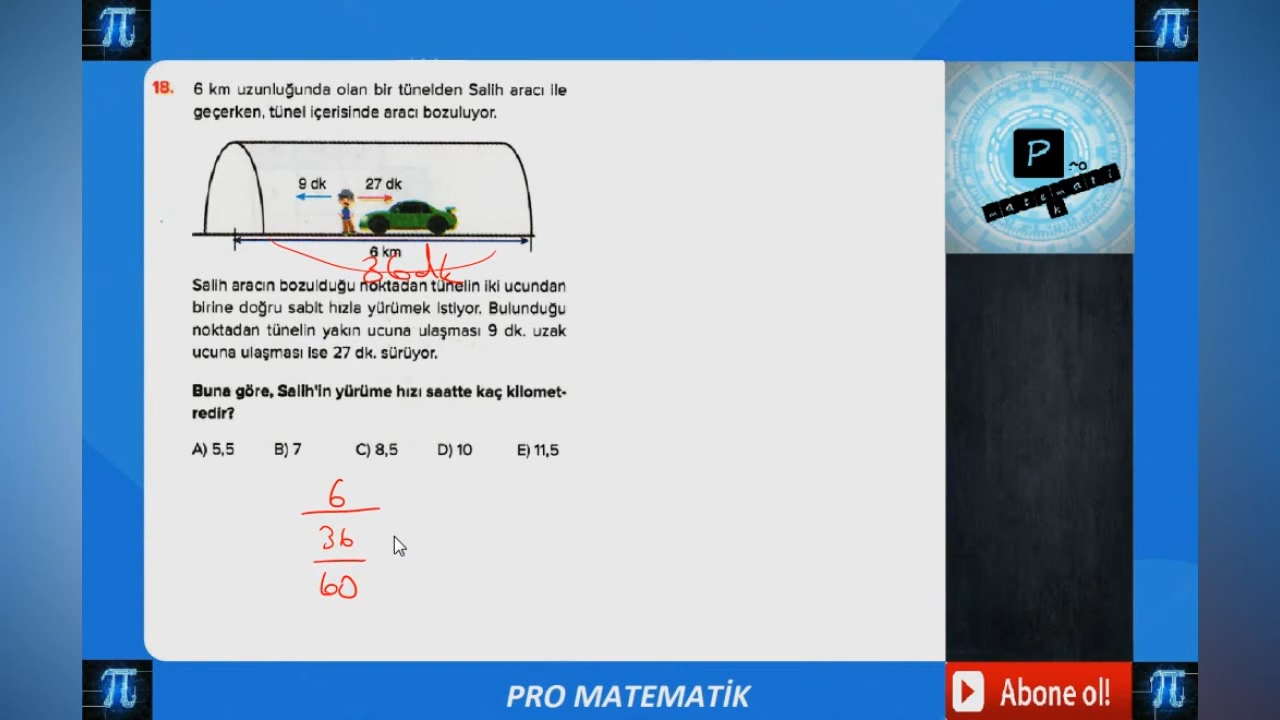 18. 6 km uzunluğunda olan bir tünelden Salih aracı ile
geçerken, tünel içerisinde aracı bozuluyor.
9 dk 27 dk
6 km
36dk
Salih aracın bozulduğu noktadan tünelin iki ucundan
birine doğru sabit hızla yürümek istiyor. Bulunduğu
noktadan tünelin yakın ucuna ulaşması 9 dk. uzak
ucuna ulaşması ise 27 dk. sürüyor.
Buna göre, Salih'in yürüme hızı saatte kaç kilomet-
redir?
A) 5,5 B) 7 C) 8,5 D) 10 E) 11,5
6
36
60
P
ro
matematik
PRO MATEMATİK
Abone ol!
π
π
π
π